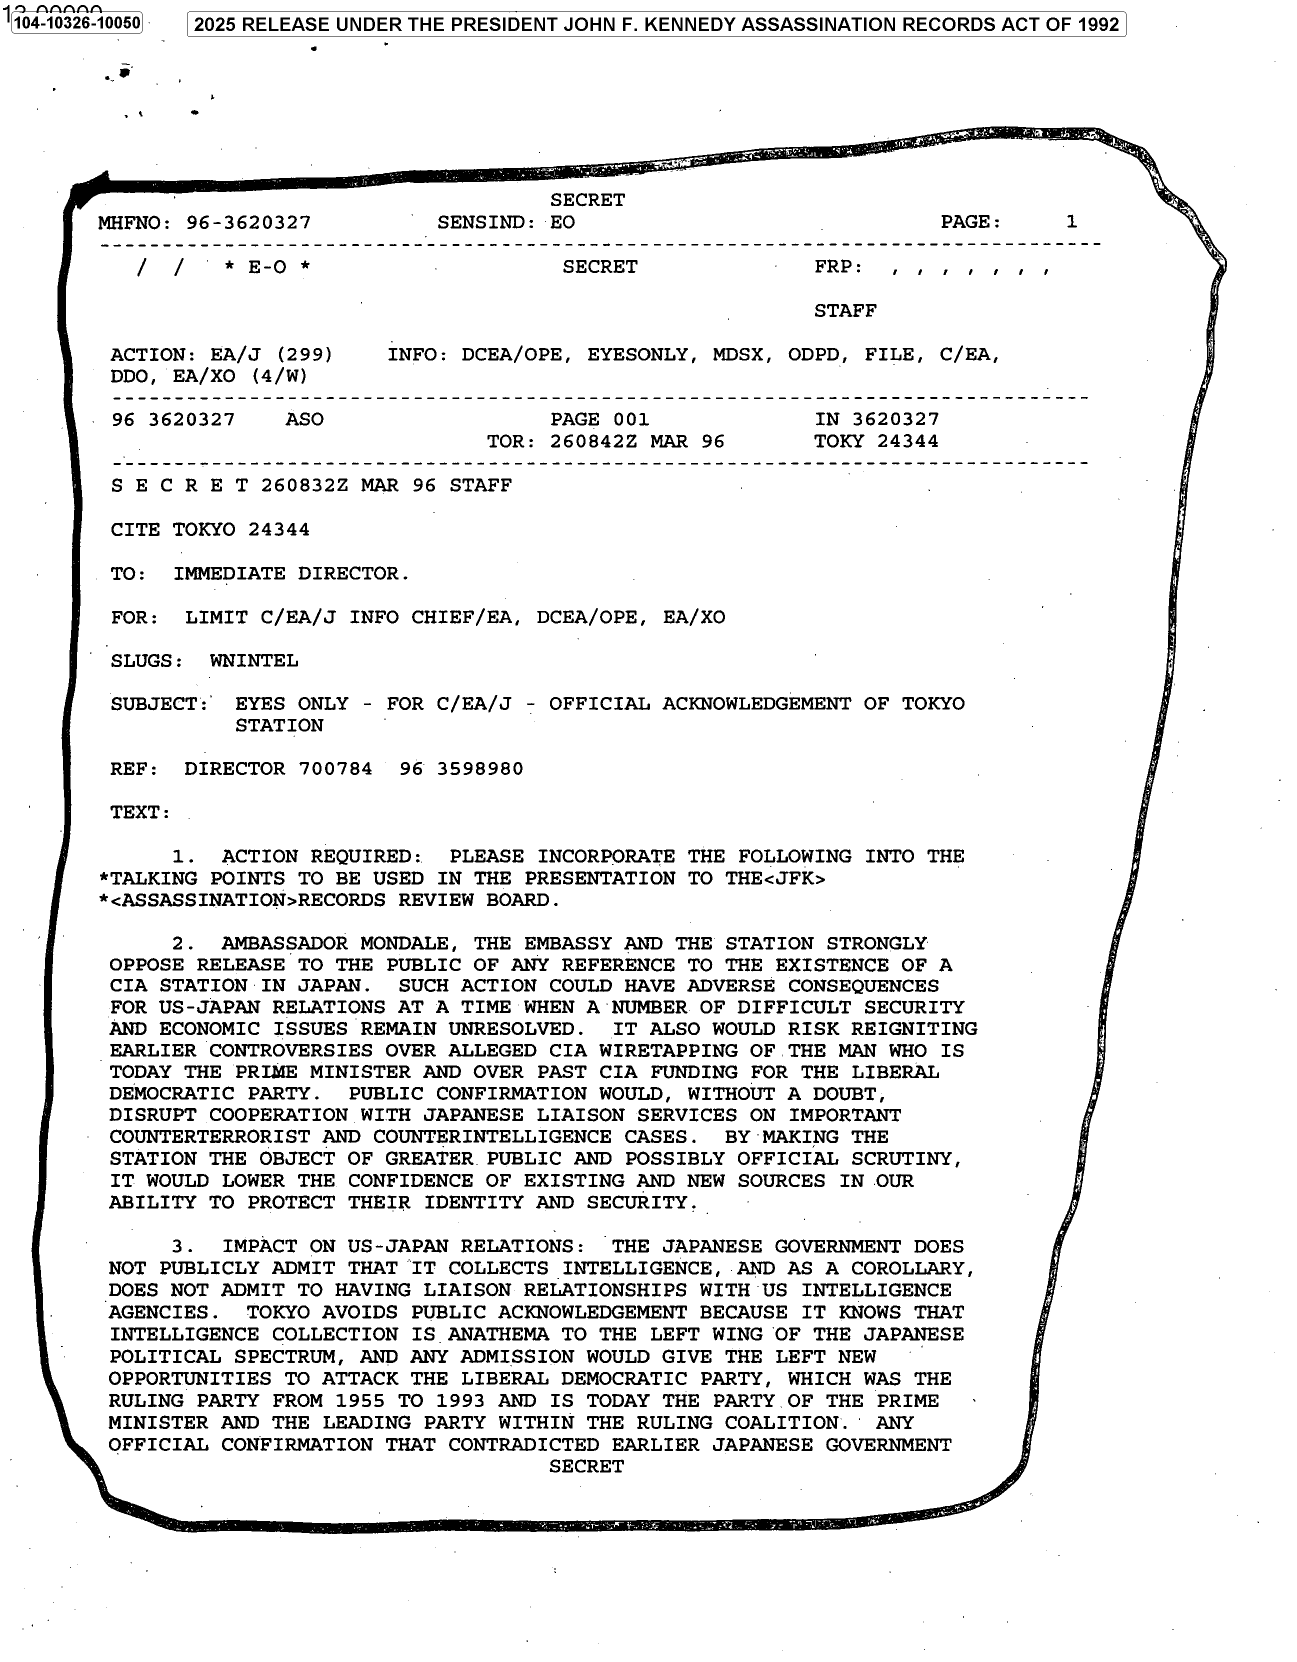 104-10326-10050
2025 RELEASE UNDER THE PRESIDENT JOHN F. KENNEDY ASSASSINATION RECORDS ACT OF 1992
SECRET
MHFNO: 96-3620327 SENSIND: EO PAGE: 1
/ / * E-O * SECRET FRP: , , , , , , ,
STAFF
ACTION: EA/J (299) INFO: DCEA/OPE, EYESONLY, MDSX, ODPD, FILE, C/EA,
DDO, EA/XO (4/W)
96 3620327 ASO PAGE 001 IN 3620327
TOR: 260842Z MAR 96 TOKY 24344
S E C R E T 260832Z MAR 96 STAFF
CITE TOKYO 24344
TO: IMMEDIATE DIRECTOR.
FOR: LIMIT C/EA/J INFO CHIEF/EA, DCEA/OPE, EA/XO
SLUGS: WNINTEL
SUBJECT: EYES ONLY - FOR C/EA/J - OFFICIAL ACKNOWLEDGEMENT OF TOKYO
STATION
REF: DIRECTOR 700784 96 3598980
TEXT:
1. ACTION REQUIRED: PLEASE INCORPORATE THE FOLLOWING INTO THE
*TALKING POINTS TO BE USED IN THE PRESENTATION TO THE<JFK>
*<ASSASSINATION>RECORDS REVIEW BOARD.
2. AMBASSADOR MONDALE, THE EMBASSY AND THE STATION STRONGLY
OPPOSE RELEASE TO THE PUBLIC OF ANY REFERENCE TO THE EXISTENCE OF A
CIA STATION IN JAPAN. SUCH ACTION COULD HAVE ADVERSE CONSEQUENCES
FOR US-JAPAN RELATIONS AT A TIME WHEN A NUMBER OF DIFFICULT SECURITY
AND ECONOMIC ISSUES REMAIN UNRESOLVED. IT ALSO WOULD RISK REIGNITING
EARLIER CONTROVERSIES OVER ALLEGED CIA WIRETAPPING OF THE MAN WHO IS
TODAY THE PRIME MINISTER AND OVER PAST CIA FUNDING FOR THE LIBERAL
DEMOCRATIC PARTY. PUBLIC CONFIRMATION WOULD, WITHOUT A DOUBT,
DISRUPT COOPERATION WITH JAPANESE LIAISON SERVICES ON IMPORTANT
COUNTERTERRORIST AND COUNTERINTELLIGENCE CASES. BY MAKING THE
STATION THE OBJECT OF GREATER PUBLIC AND POSSIBLY OFFICIAL SCRUTINY,
IT WOULD LOWER THE CONFIDENCE OF EXISTING AND NEW SOURCES IN OUR
ABILITY TO PROTECT THEIR IDENTITY AND SECURITY.
3. IMPACT ON US-JAPAN RELATIONS: THE JAPANESE GOVERNMENT DOES
NOT PUBLICLY ADMIT THAT IT COLLECTS INTELLIGENCE, AND AS A COROLLARY,
DOES NOT ADMIT TO HAVING LIAISON RELATIONSHIPS WITH US INTELLIGENCE
AGENCIES. TOKYO AVOIDS PUBLIC ACKNOWLEDGEMENT BECAUSE IT KNOWS THAT
INTELLIGENCE COLLECTION IS ANATHEMA TO THE LEFT WING OF THE JAPANESE
POLITICAL SPECTRUM, AND ANY ADMISSION WOULD GIVE THE LEFT NEW
OPPORTUNITIES TO ATTACK THE LIBERAL DEMOCRATIC PARTY, WHICH WAS THE
RULING PARTY FROM 1955 TO 1993 AND IS TODAY THE PARTY OF THE PRIME
MINISTER AND THE LEADING PARTY WITHIN THE RULING COALITION. ANY
OFFICIAL CONFIRMATION THAT CONTRADICTED EARLIER JAPANESE GOVERNMENT
SECRET